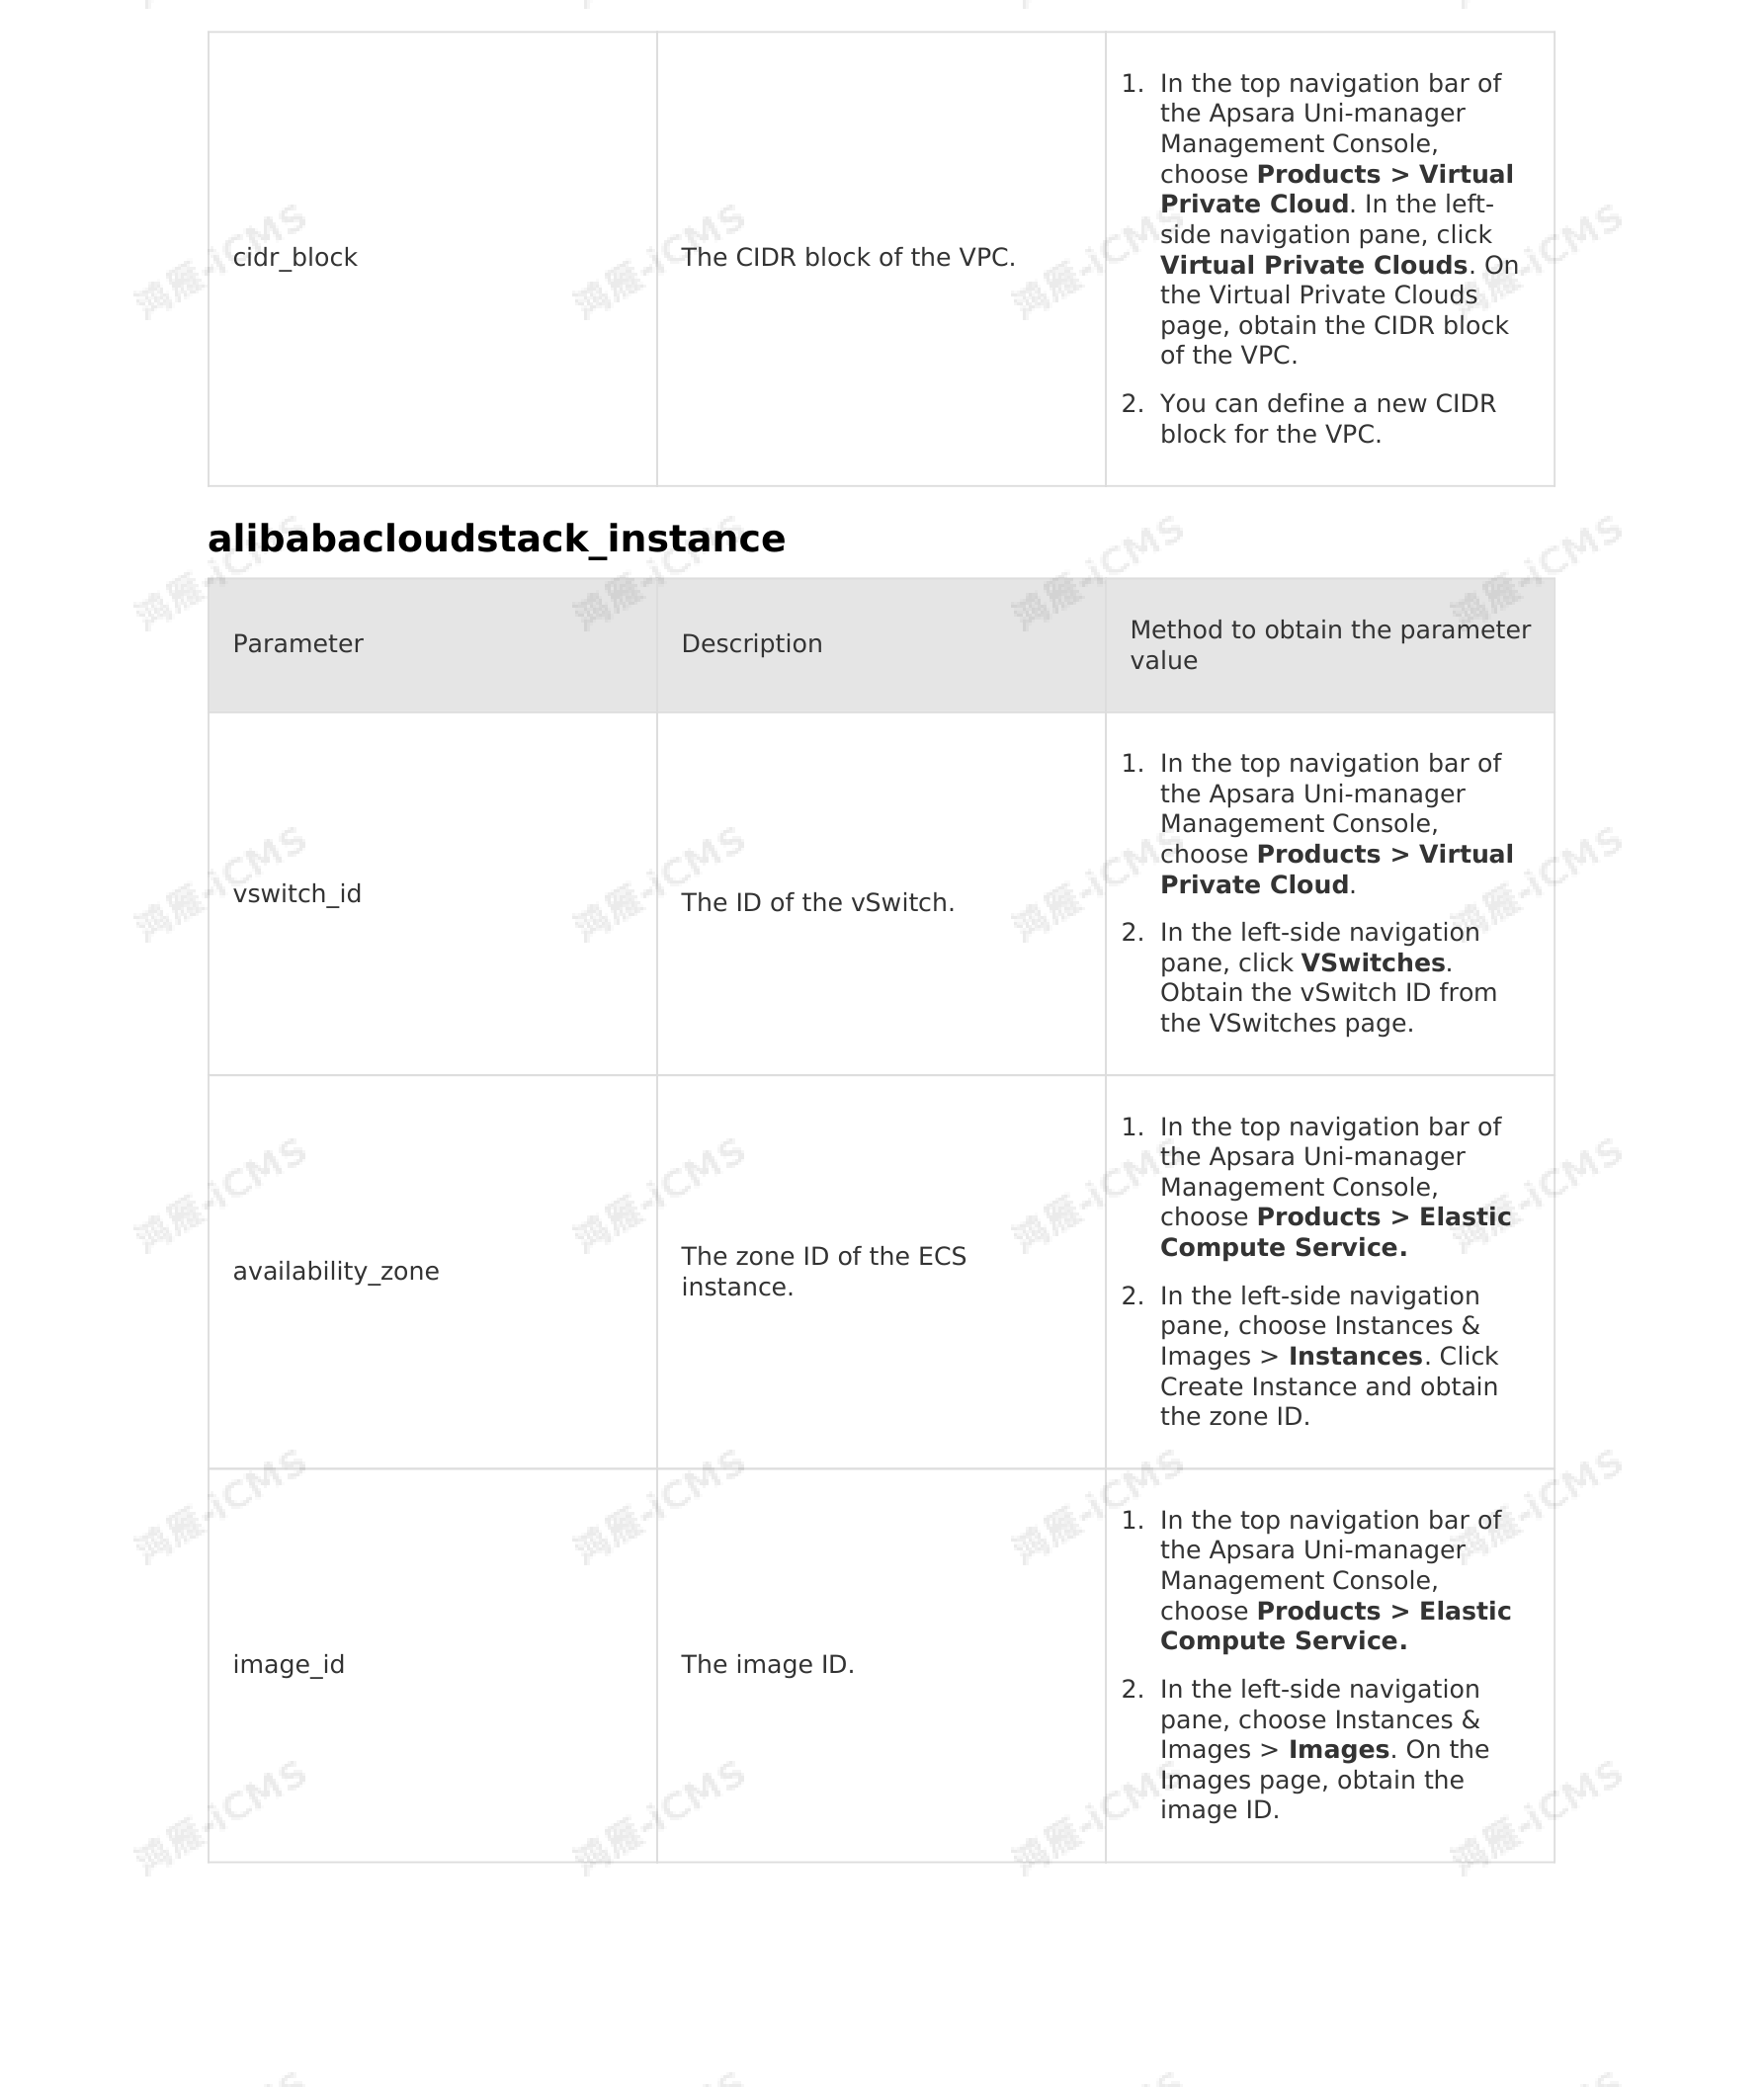 1. In the top navigation bar of
the Apsara Uni-manager
Management Console,
choose Products > Virtual
Private Cloud. In the left-
side navigation pane, click
Virtual Private Clouds. On
the Virtual Private Clouds
page, obtain the CIDR block
of the VPC.
2. You can define a new CIDR
block for the VPC.
cidr_block
The CIDR block of the VPC.
alibabacloudstack_instance
Parameter
Description
Method to obtain the parameter
value
vswitch_id
The ID of the vSwitch.
1. In the top navigation bar of
the Apsara Uni-manager
Management Console,
choose Products > Virtual
Private Cloud.
2. In the left-side navigation
pane, click VSwitches.
Obtain the vSwitch ID from
the VSwitches page.
availability_zone
The zone ID of the ECS
instance.
1. In the top navigation bar of
the Apsara Uni-manager
Management Console,
choose Products > Elastic
Compute Service.
2. In the left-side navigation
pane, choose Instances &
Images > Instances. Click
Create Instance and obtain
the zone ID.
image_id
The image ID.
1. In the top navigation bar of
the Apsara Uni-manager
Management Console,
choose Products > Elastic
Compute Service.
2. In the left-side navigation
pane, choose Instances &
Images > Images. On the
Images page, obtain the
image ID.
鸿雁-iCMS